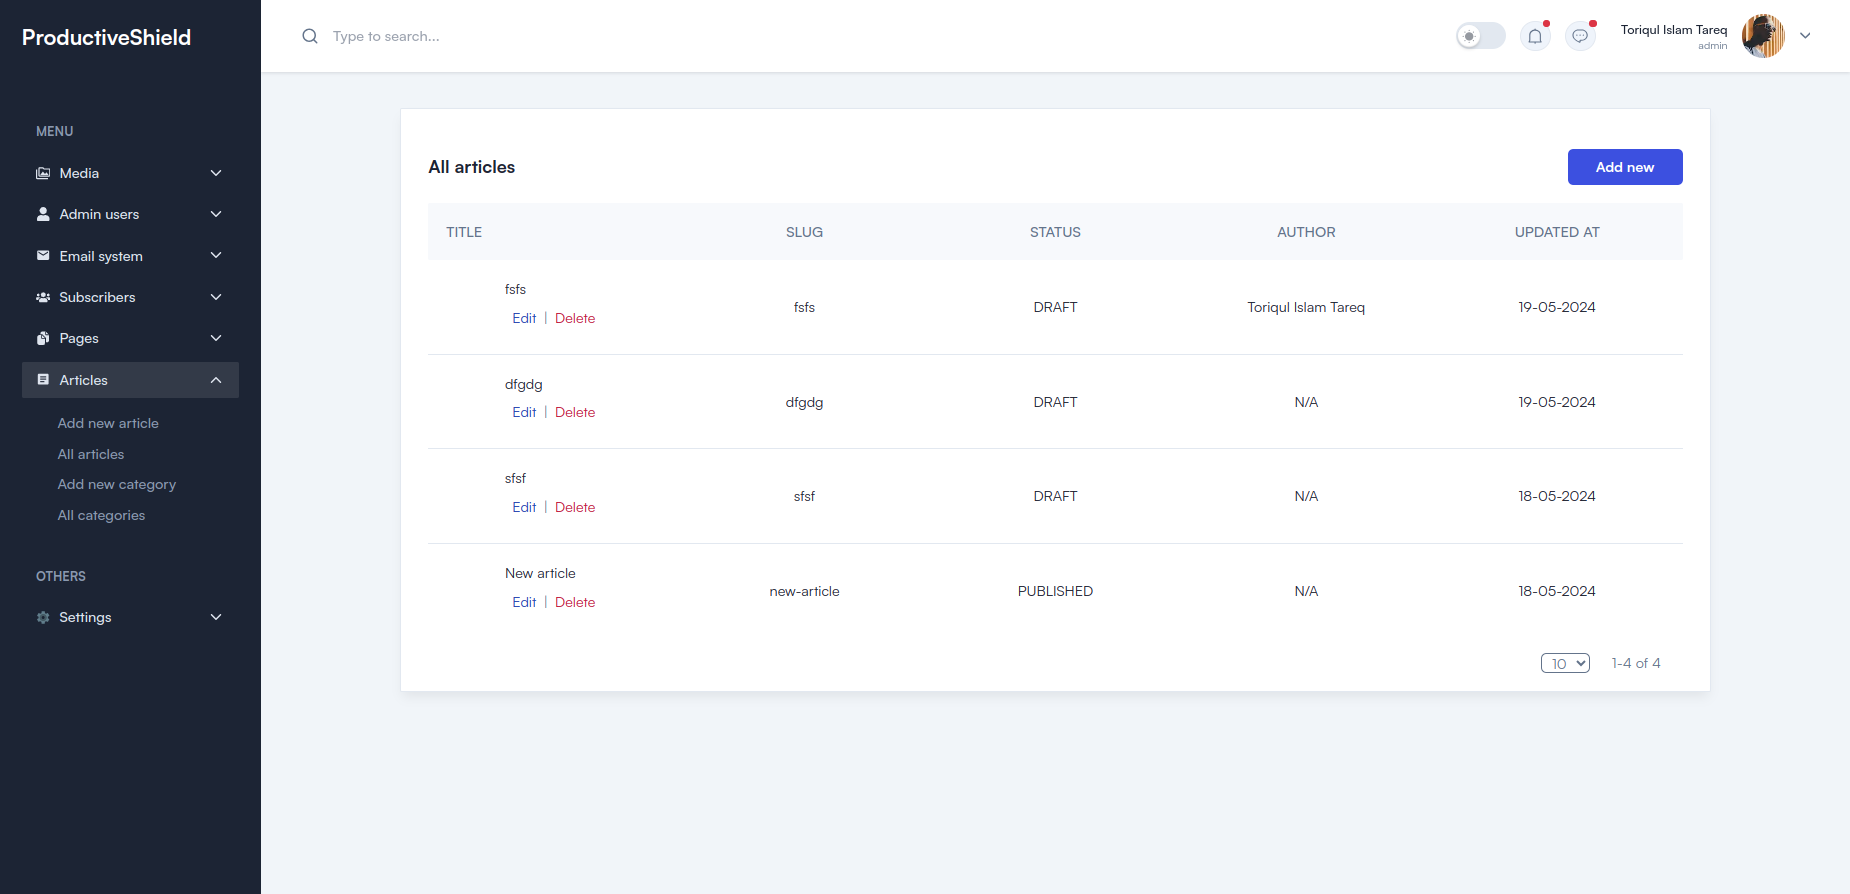 ProductiveShield
Type to search...
Toriqul Islam Tareq
admin
MENU
Media
Admin users
Email system
Subscribers
Pages
Articles
Add new article
All articles
Add new category
All categories
OTHERS
Settings
All articles
Add new
TITLE SLUG STATUS AUTHOR UPDATED AT
fsfs
Edit | Delete
fsfs DRAFT Toriqul Islam Tareq 19-05-2024
dfgdg
Edit | Delete
dfgdg DRAFT N/A 19-05-2024
sfsf
Edit | Delete
sfsf DRAFT N/A 18-05-2024
New article
Edit | Delete
new-article PUBLISHED N/A 18-05-2024
10 1-4 of 4